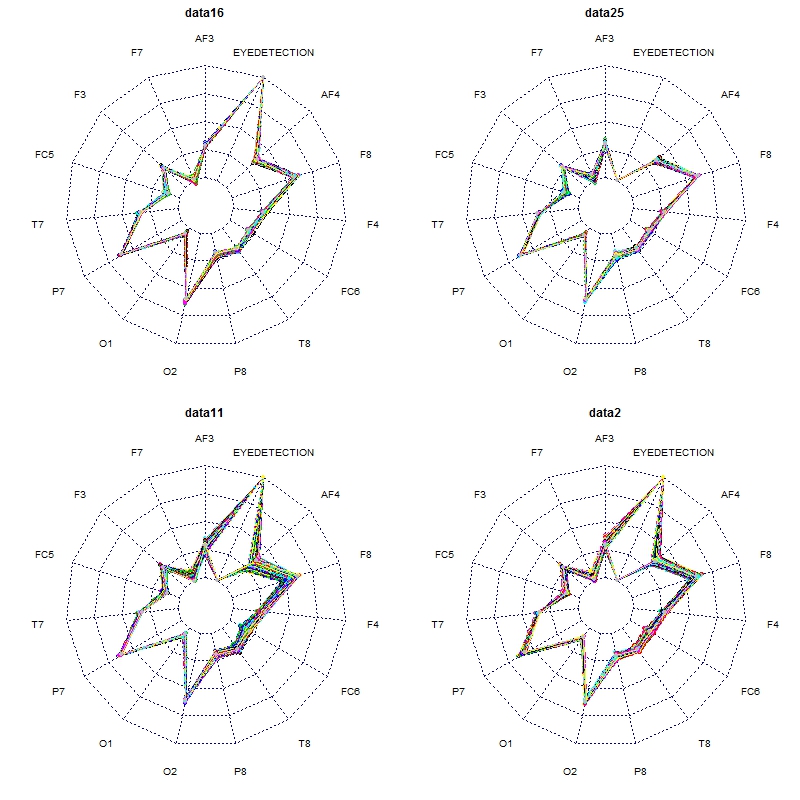 data16
AF3
F7
EYEDETECTION
F3
AF4
FC5
F8
T7
F4
P7
FC6
O1
T8
O2
P8
data25
AF3
F7
EYEDETECTION
F3
AF4
FC5
F8
T7
F4
P7
FC6
O1
T8
O2
P8
data11
AF3
F7
EYEDETECTION
F3
AF4
FC5
F8
T7
F4
P7
FC6
O1
T8
O2
P8
data2
AF3
F7
EYEDETECTION
F3
AF4
FC5
F8
T7
F4
P7
FC6
O1
T8
O2
P8